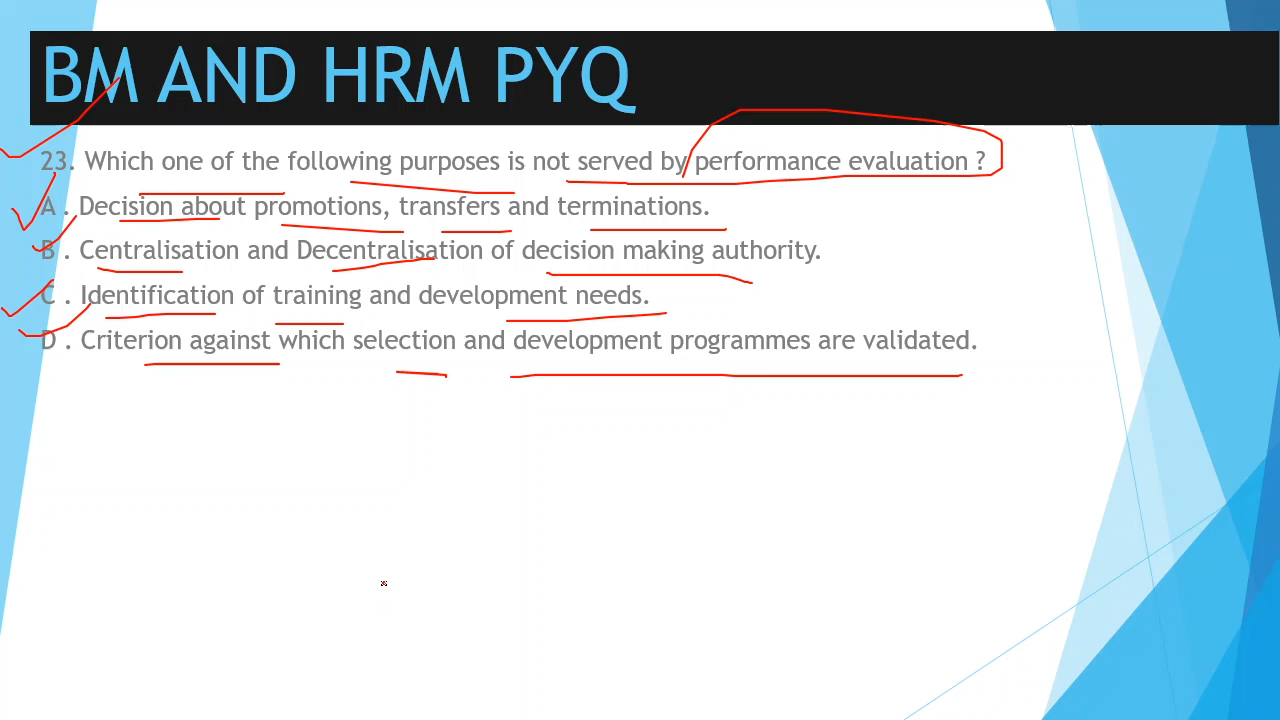 BM AND HRM PYQ
23. Which one of the following purposes is not served by performance evaluation ?
A . Decision about promotions, transfers and terminations.
B . Centralisation and Decentralisation of decision making authority.
C . Identification of training and development needs.
D . Criterion against which selection and development programmes are validated.